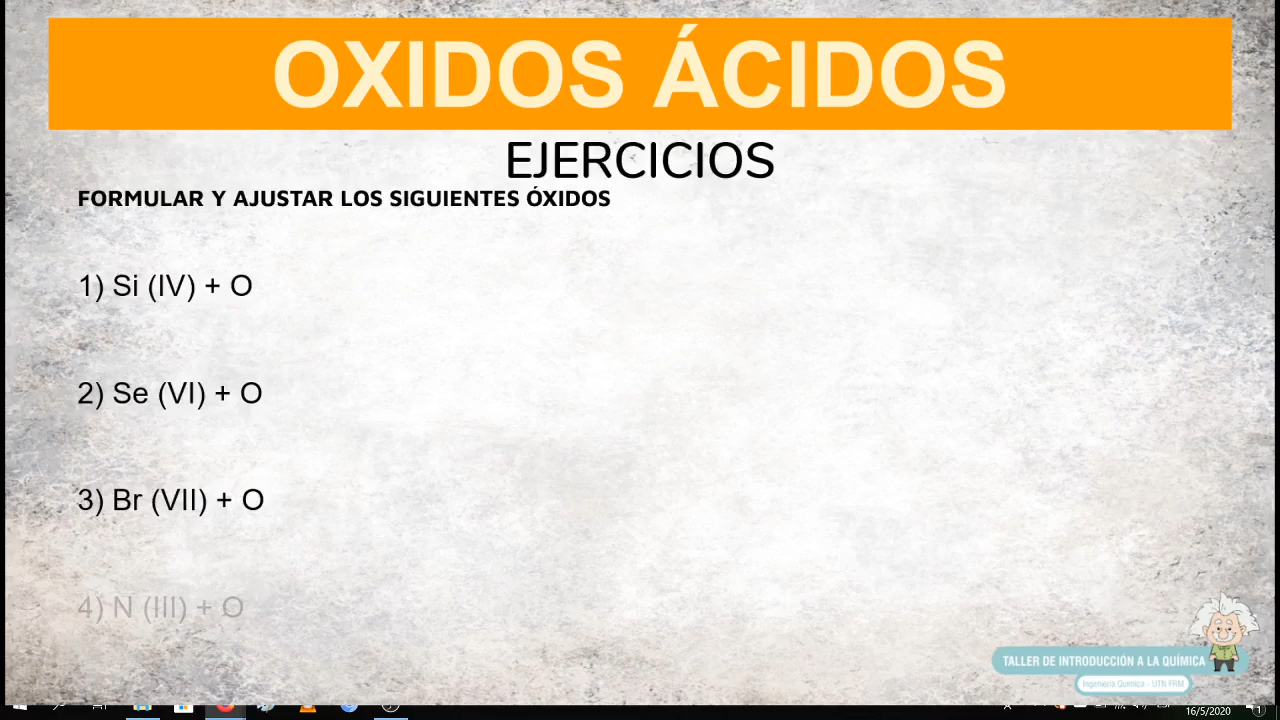 OXIDOS ÁCIDOS
EJERCICIOS
FORMULAR Y AJUSTAR LOS SIGUIENTES ÓXIDOS
1) Si (IV) + O
2) Se (VI) + O
3) Br (VII) + O
4) N (III) + O
TALLER DE INTRODUCCIÓN A LA QUÍMICA
Ingeniería Química - UTN FRM
16/5/2020
1